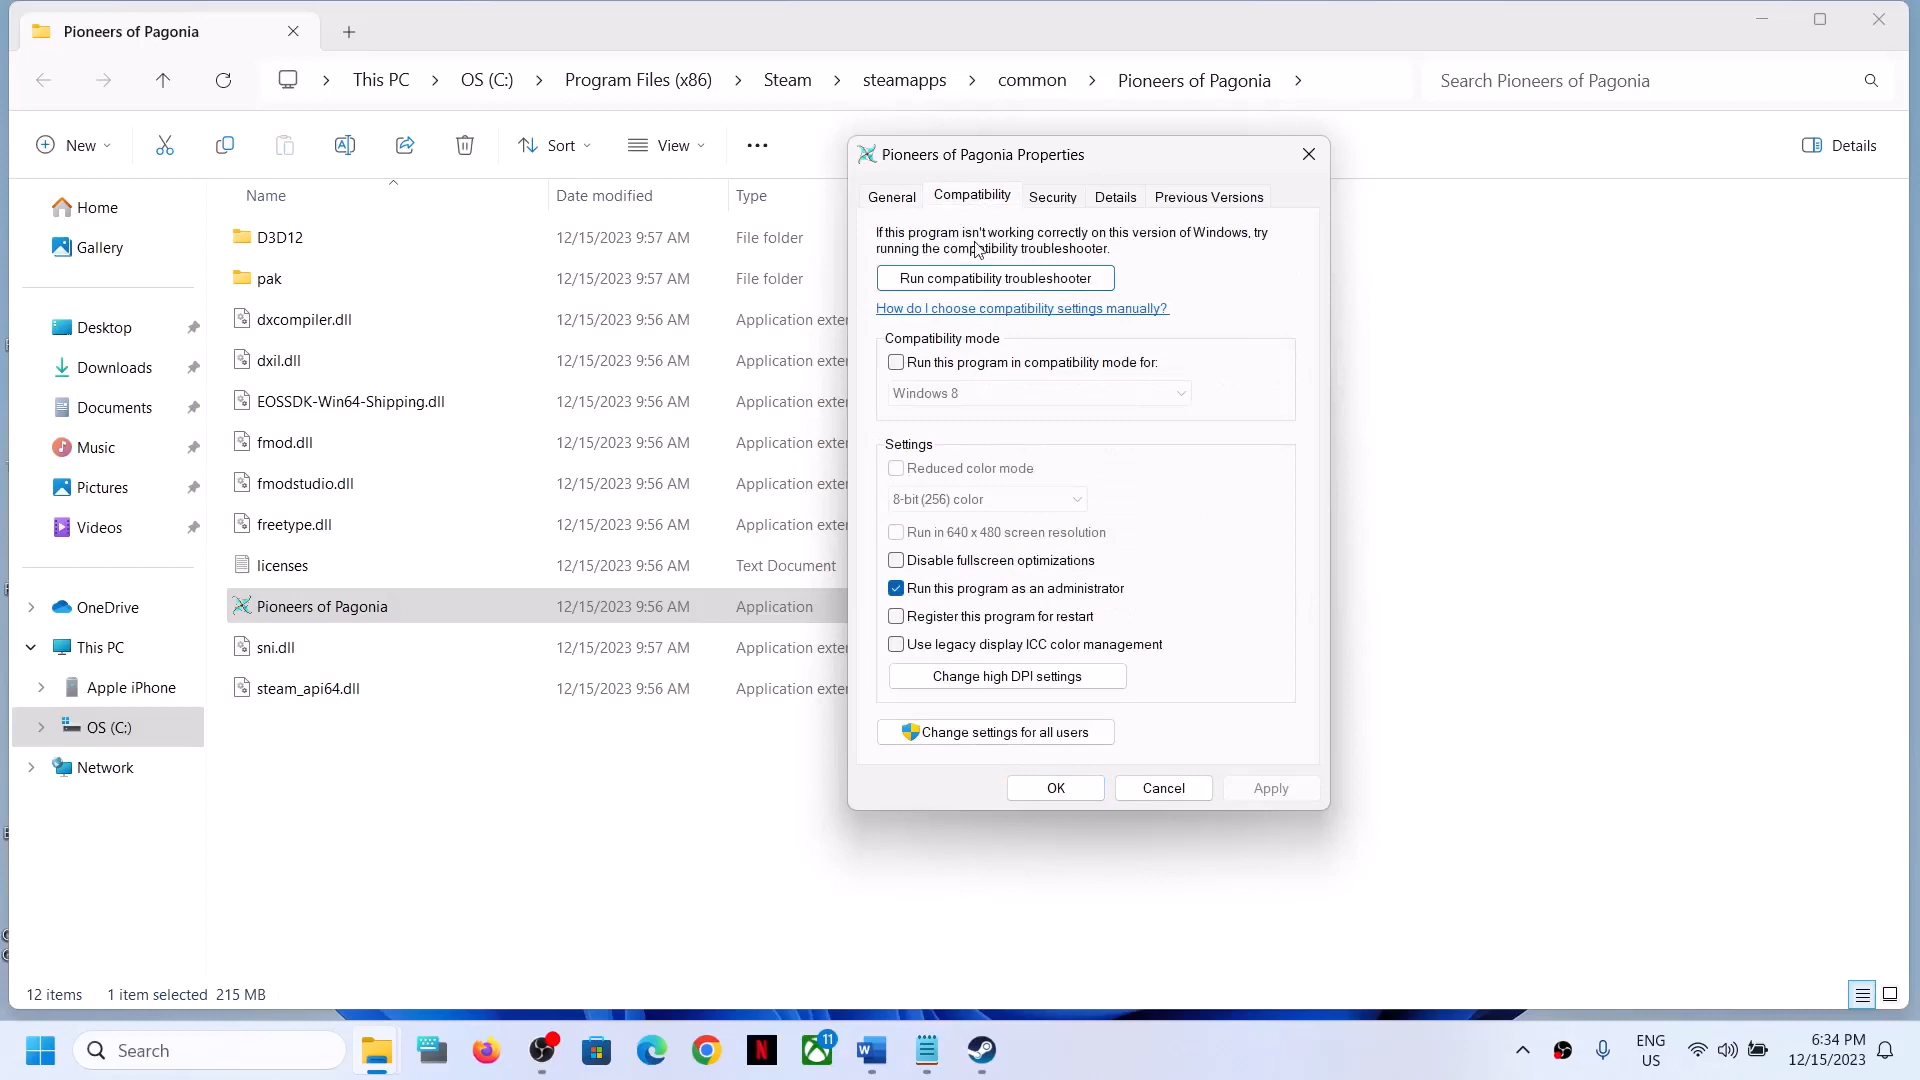 Pioneers of Pagonia
This PC > OS (C:) > Program Files (x86) > Steam > steamapps > common > Pioneers of Pagonia >
Search Pioneers of Pagonia
New
Sort
View
Details
Home
Gallery
Desktop
Downloads
Documents
Music
Pictures
Videos
OneDrive
This PC
Apple iPhone
OS (C:)
Network
Name Date modified Type
D3D12 12/15/2023 9:57 AM File folder
pak 12/15/2023 9:57 AM File folder
dxcompiler.dll 12/15/2023 9:56 AM Application exter
dxil.dll 12/15/2023 9:56 AM Application exter
EOSSDK-Win64-Shipping.dll 12/15/2023 9:56 AM Application exter
fmod.dll 12/15/2023 9:56 AM Application exter
fmodstudio.dll 12/15/2023 9:56 AM Application exter
freetype.dll 12/15/2023 9:56 AM Application exter
licenses 12/15/2023 9:56 AM Text Document
Pioneers of Pagonia 12/15/2023 9:56 AM Application
sni.dll 12/15/2023 9:57 AM Application exter
steam_api64.dll 12/15/2023 9:56 AM Application exter
Pioneers of Pagonia Properties
General Compatibility Security Details Previous Versions
If this program isn't working correctly on this version of Windows, try
running the compatibility troubleshooter.
Run compatibility troubleshooter
How do I choose compatibility settings manually?
Compatibility mode
Run this program in compatibility mode for:
Windows 8
Settings
Reduced color mode
8-bit (256) color
Run in 640 x 480 screen resolution
Disable fullscreen optimizations
Run this program as an administrator
Register this program for restart
Use legacy display ICC color management
Change high DPI settings
Change settings for all users
OK Cancel Apply
12 items 1 item selected 215 MB
Search
11
ENG
US
6:34 PM
12/15/2023